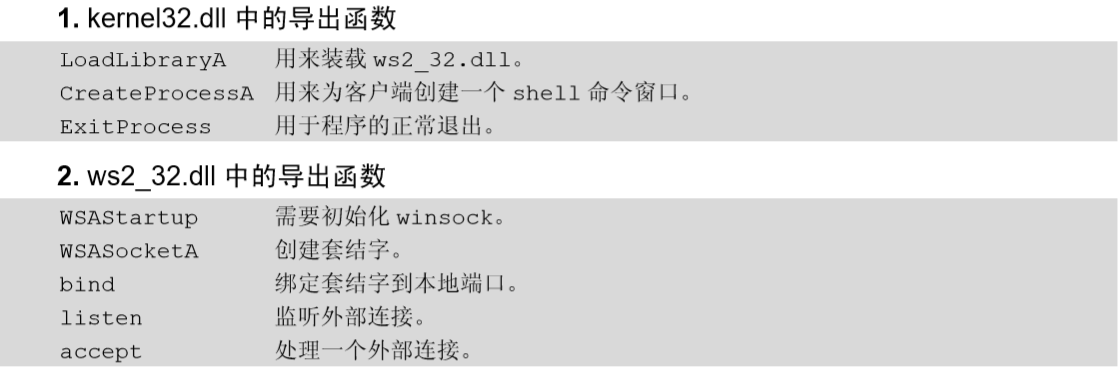 1. kernel32.dll 中的导出函数
LoadLibraryA 用来装载 ws2_32.dll。
CreateProcessA 用来为客户端创建一个 shell 命令窗口。
ExitProcess 用于程序的正常退出。
2. ws2_32.dll 中的导出函数
WSAStartup 需要初始化 winsock。
WSASocketA 创建套结字。
bind 绑定套结字到本地端口。
listen 监听外部连接。
accept 处理一个外部连接。